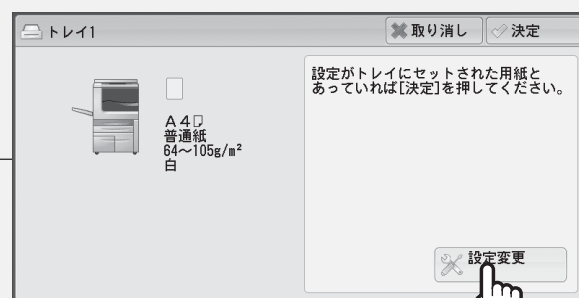 トレイ1
取り消し
決定
設定がトレイにセットされた用紙と
あっていれば[決定]を押してください。
A4
普通紙
64～105g/m²
白
設定変更